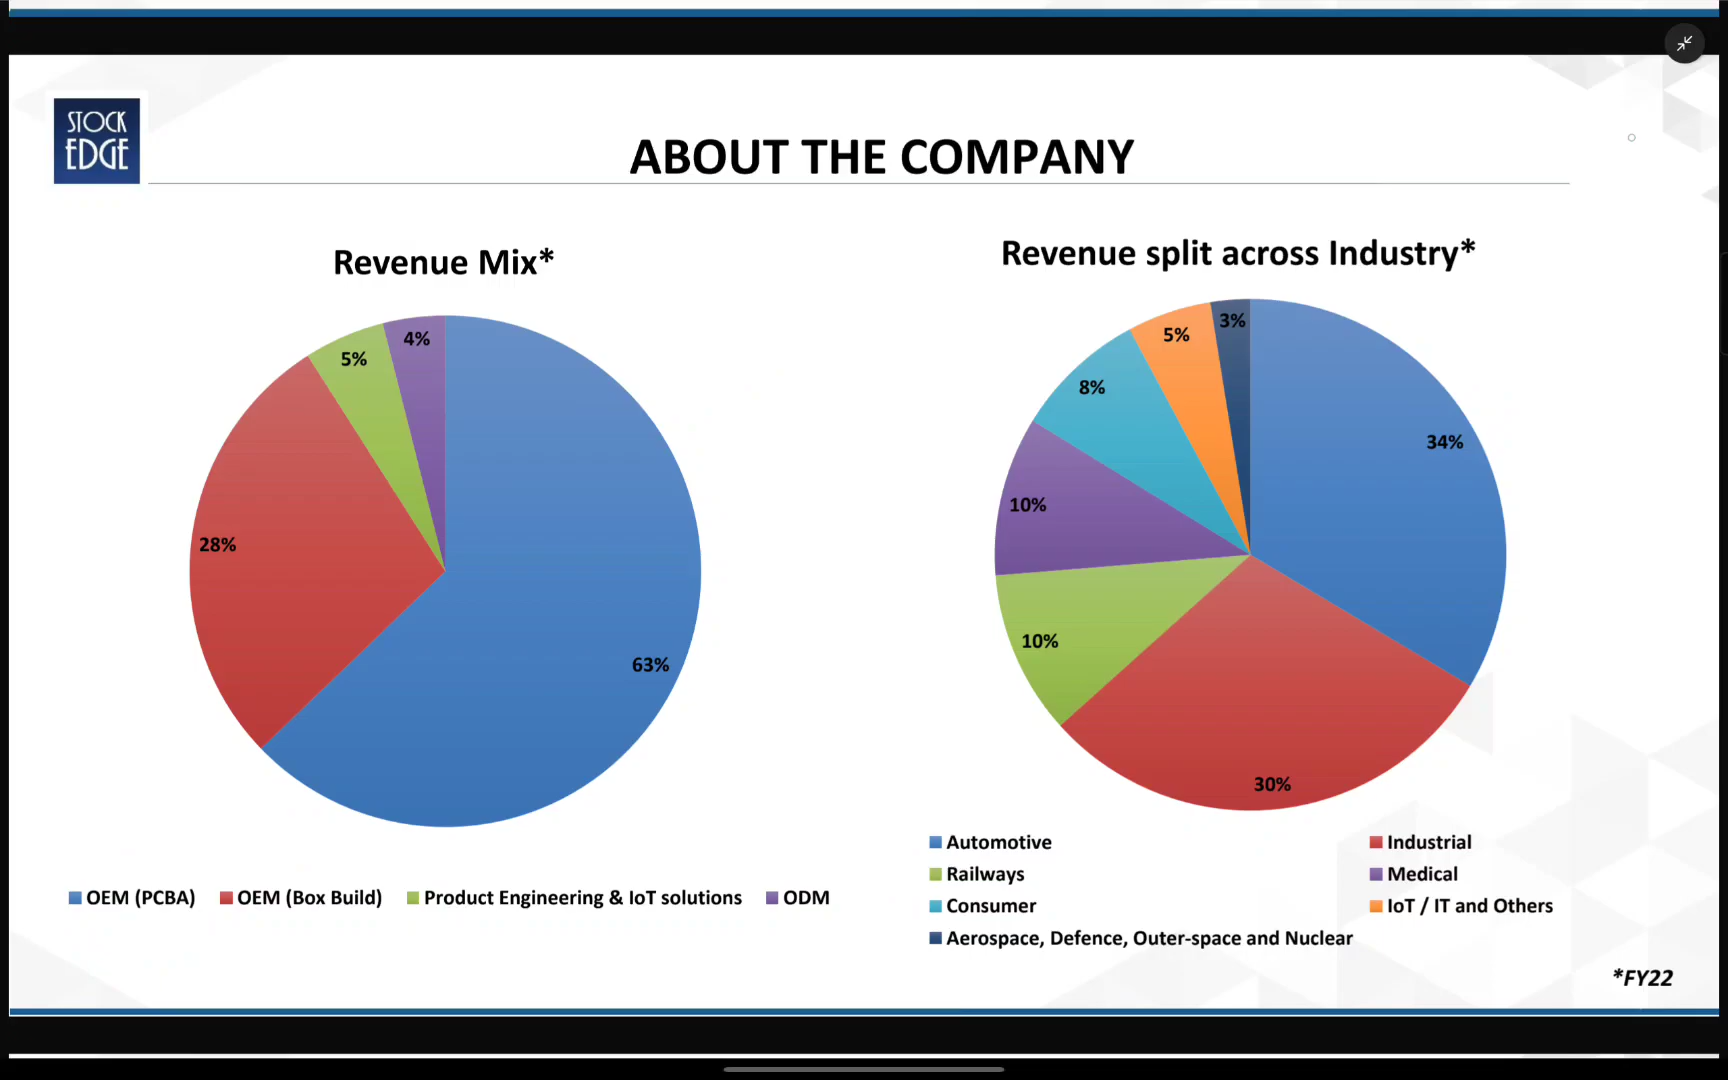 STOCK
EDGE
ABOUT THE COMPANY
Revenue Mix*
4%
5%
28%
63%
OEM (PCBA) OEM (Box Build) Product Engineering & IoT solutions ODM
Revenue split across Industry*
3%
5%
8%
34%
10%
10%
30%
Automotive Industrial
Railways Medical
Consumer IoT / IT and Others
Aerospace, Defence, Outer-space and Nuclear
*FY22